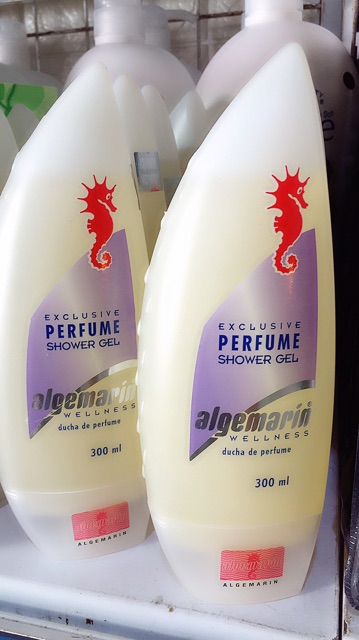 EXCLUSIVE
PERFUME
SHOWER GEL
algemarin
WELLNESS
ducha de perfume
300 ml
ALGEMARIN
EXCLUSIVE
PERFUME
SHOWER GEL
algemarin
WELLNESS
ducha de perfume
300 ml
algemarin
ALGEMARIN